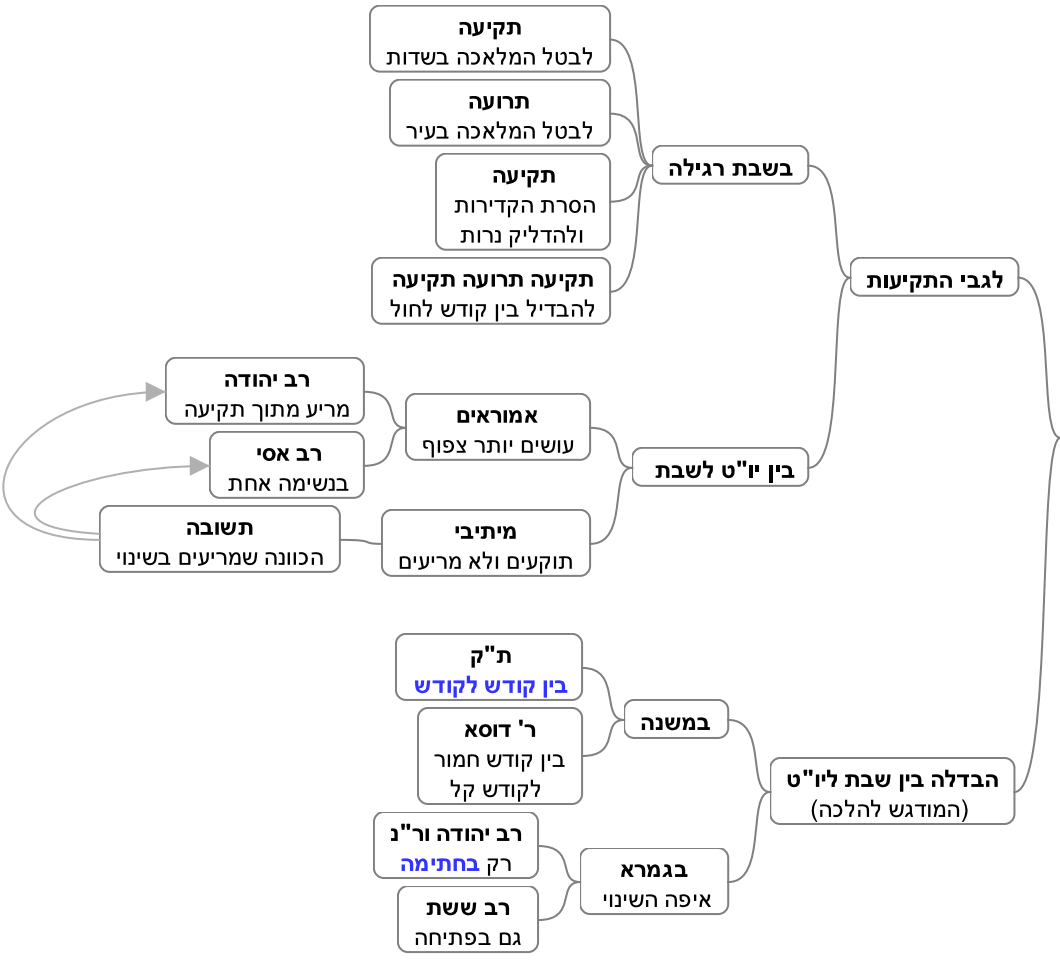 לגבי התקיעות
בשבת רגילה
תקיעה
לבטל המלאכה בשדות
תרועה
לבטל המלאכה בעיר
תקיעה
הסרת הקדירות
ולהדליק נרות
תקיעה תרועה תקיעה
להבדיל בין קודש לחול
בין יו"ט לשבת
אמוראים
עושים יותר צפוף
רב יהודה
מריע מתוך תקיעה
רב אסי
בנשימה אחת
מיתיבי
תוקעים ולא מריעים
תשובה
הכוונה שמריעים בשינוי
הבדלה בין שבת ליו"ט
(המודגש להלכה)
במשנה
ת"ק
בין קודש לקודש
ר' דוסא
בין קודש חמור
לקודש קל
בגמרא
איפה השינוי
רב יהודה ור"נ
רק בחתימה
רב ששת
גם בפתיחה